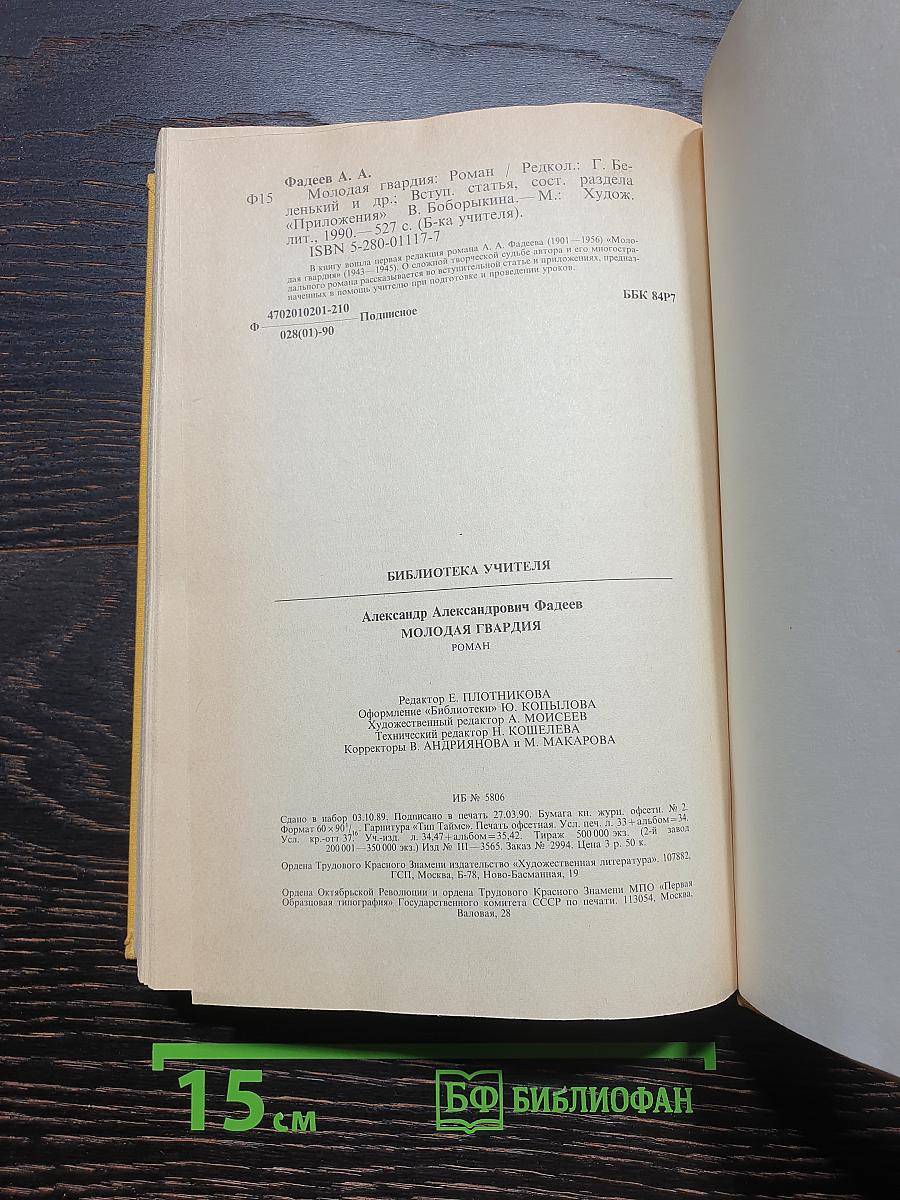 Фадеев А. А.
Ф15 Молодая гвардия: Роман / Редкол.: Г. Бе-
ленький и др.; Вступ. статья, сост. раздела
«Приложения» В. Боборыкина.— М.: Худож.
лит., 1990.— 527 с. (Б-ка учителя).
ISBN 5-280-01117-7
В книгу вошла первая редакция романа А. А. Фадеева (1901—1956) «Моло-
дая гвардия» (1943—1945). О сложной творческой судьбе автора и его многостра-
дального романа рассказывается во вступительной статье и приложениях, предназ-
наченных в помощь учителю при подготовке и проведении уроков.
Ф 4702010201-210 Подписное ББК 84Р7
028(01)-90
БИБЛИОТЕКА УЧИТЕЛЯ
Александр Александрович Фадеев
МОЛОДАЯ ГВАРДИЯ
РОМАН
Редактор Е. ПЛОТНИКОВА
Оформление «Библиотеки» Ю. КОПЫЛОВА
Художественный редактор А. МОИСЕЕВ
Технический редактор Н. КОШЕЛЕВА
Корректоры В. АНДРИЯНОВА и М. МАКАРОВА
ИБ № 5806
Сдано в набор 03.10.89. Подписано в печать 27.03.90. Бумага кн. журн. офсетн. № 2.
Формат 60×90 1/16. Гарнитура «Тип Таймс». Печать офсетная. Усл. печ. л. 33+альбом=34.
Усл. кр.-отт 37. Уч.-изд. л. 34,47+альбом=35,42. Тираж 500 000 экз. (2-й завод
200 001—350 000 экз.) Изд № III—3565. Заказ № 2994. Цена 3 р. 50 к.
Ордена Трудового Красного Знамени издательство «Художественная литература». 107882,
ГСП, Москва, Б-78, Ново-Басманная, 19
Ордена Октябрьской Революции и ордена Трудового Красного Знамени МПО «Первая
Образцовая типография» Государственного комитета СССР по печати. 113054, Москва,
Валовая, 28
15 см
БФ БИБЛИОФАН